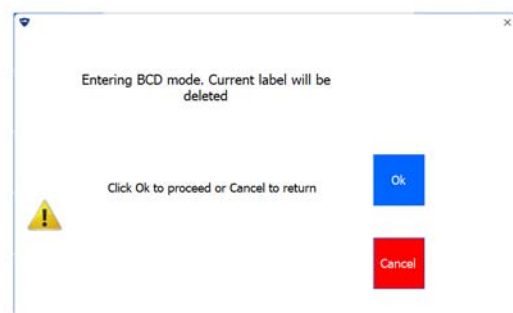 Entering BCD mode. Current label will be
deleted
Click Ok to proceed or Cancel to return
Ok
Cancel